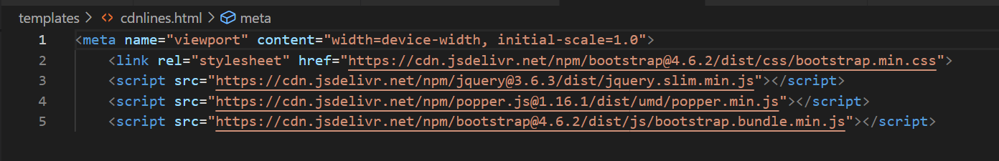 templates > <> cdnlines.html > meta
1 <meta name="viewport" content="width=device-width, initial-scale=1.0">
2 <link rel="stylesheet" href="https://cdn.jsdelivr.net/npm/bootstrap@4.6.2/dist/css/bootstrap.min.css">
3 <script src="https://cdn.jsdelivr.net/npm/jquery@3.6.3/dist/jquery.slim.min.js"></script>
4 <script src="https://cdn.jsdelivr.net/npm/popper.js@1.16.1/dist/umd/popper.min.js"></script>
5 <script src="https://cdn.jsdelivr.net/npm/bootstrap@4.6.2/dist/js/bootstrap.bundle.min.js"></script>